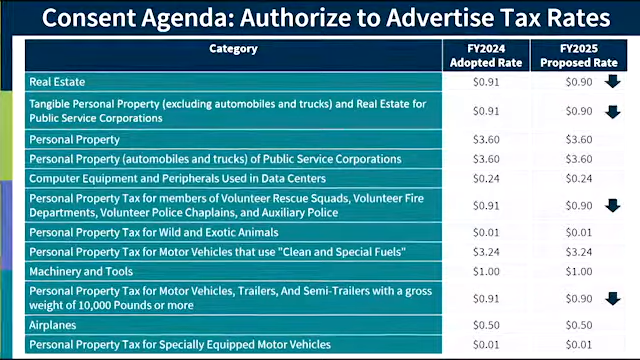 Consent Agenda: Authorize to Advertise Tax Rates
Category FY2024 Adopted Rate FY2025 Proposed Rate
Real Estate $0.91 $0.90
Tangible Personal Property (excluding automobiles and trucks) and Real Estate for
Public Service Corporations $0.91 $0.90
Personal Property $3.60 $3.60
Personal Property (automobiles and trucks) of Public Service Corporations $3.60 $3.60
Computer Equipment and Peripherals Used in Data Centers $0.24 $0.24
Personal Property Tax for members of Volunteer Rescue Squads, Volunteer Fire
Departments, Volunteer Police Chaplains, and Auxiliary Police $0.91 $0.90
Personal Property Tax for Wild and Exotic Animals $0.01 $0.01
Personal Property Tax for Motor Vehicles that use "Clean and Special Fuels" $3.24 $3.24
Machinery and Tools $1.00 $1.00
Personal Property Tax for Motor Vehicles, Trailers, And Semi-Trailers with a gross
weight of 10,000 Pounds or more $0.91 $0.90
Airplanes $0.50 $0.50
Personal Property Tax for Specially Equipped Motor Vehicles $0.01 $0.01